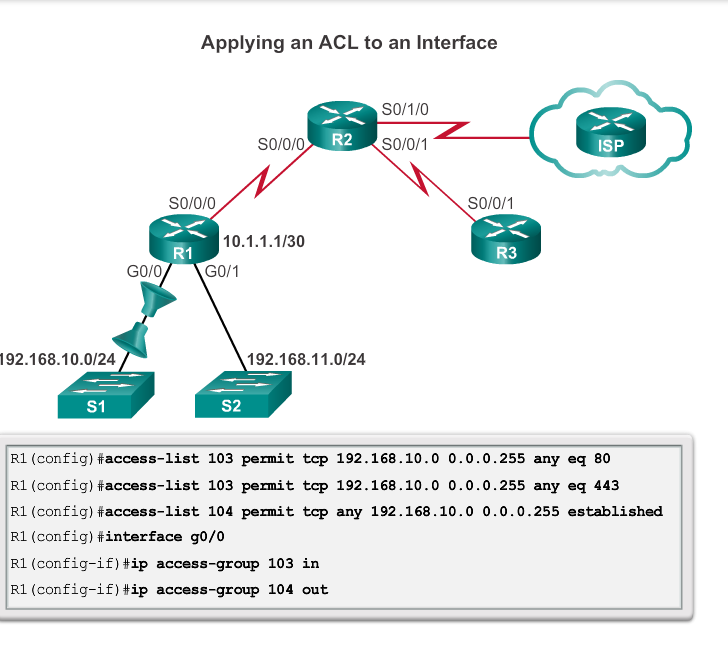 Applying an ACL to an Interface
S0/1/0
R2
ISP
S0/0/0
S0/0/1
S0/0/0
S0/0/1
R1
10.1.1.1/30
R3
G0/0
G0/1
192.168.10.0/24
192.168.11.0/24
S1
S2
R1(config)#access-list 103 permit tcp 192.168.10.0 0.0.0.255 any eq 80
R1(config)#access-list 103 permit tcp 192.168.10.0 0.0.0.255 any eq 443
R1(config)#access-list 104 permit tcp any 192.168.10.0 0.0.0.255 established
R1(config)#interface g0/0
R1(config-if)#ip access-group 103 in
R1(config-if)#ip access-group 104 out